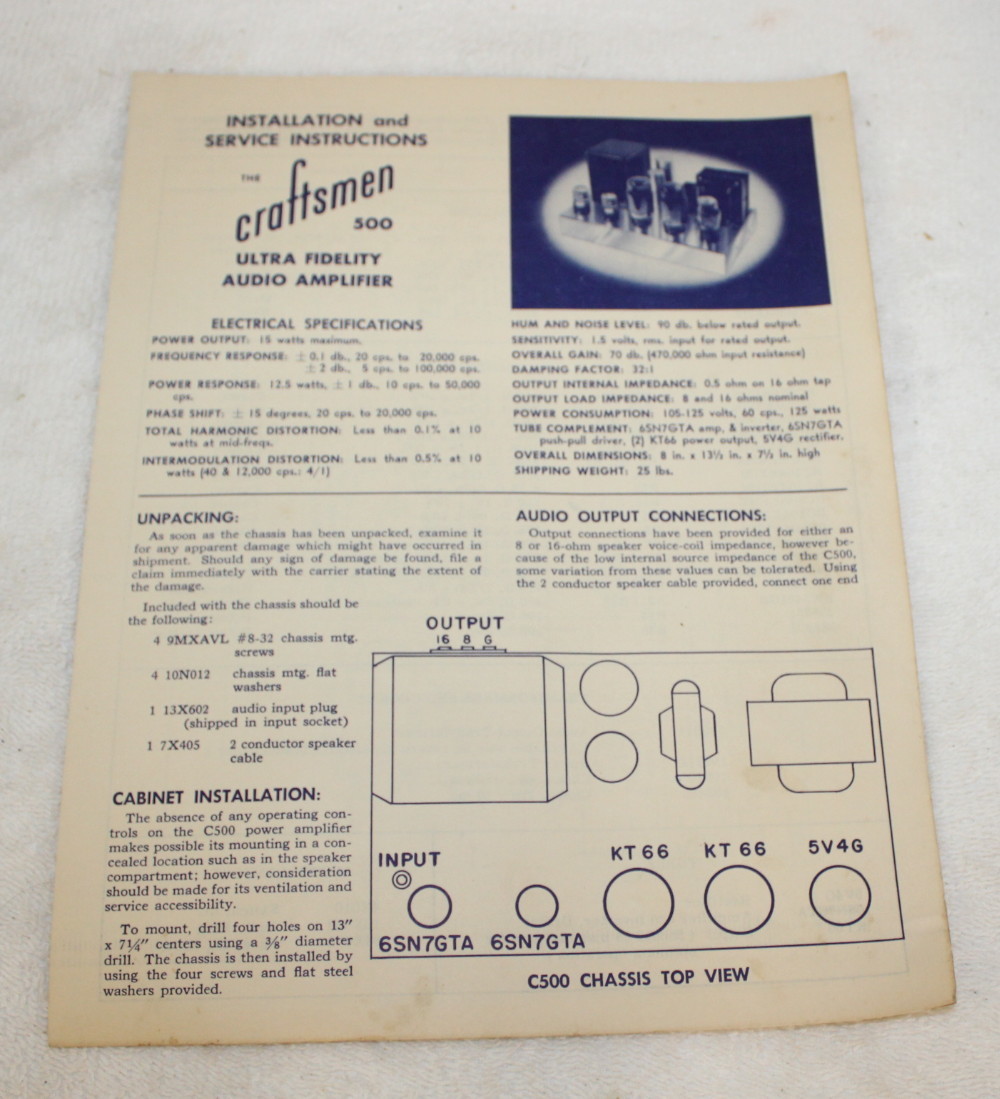 INSTALLATION and
SERVICE INSTRUCTIONS
THE
craftsmen
500
ULTRA FIDELITY
AUDIO AMPLIFIER
ELECTRICAL SPECIFICATIONS
POWER OUTPUT: 15 watts maximum.
FREQUENCY RESPONSE: ± 0.1 db., 20 cps. to 20,000 cps.
± 2 db., 5 cps. to 100,000 cps.
POWER RESPONSE: 12.5 watts, ± 1 db., 10 cps. to 50,000
cps.
PHASE SHIFT: ± 15 degrees, 20 cps. to 20,000 cps.
TOTAL HARMONIC DISTORTION: Less than 0.1% at 10
watts at mid-freqs.
INTERMODULATION DISTORTION: Less than 0.5% at 10
watts (40 & 12,000 cps.: 4/1)
HUM AND NOISE LEVEL: 90 db. below rated output.
SENSITIVITY: 1.5 volts, rms. input for rated output.
OVERALL GAIN: 70 db. (470,000 ohm input resistance)
DAMPING FACTOR: 32:1
OUTPUT INTERNAL IMPEDANCE: 0.5 ohm on 16 ohm tap
OUTPUT LOAD IMPEDANCE: 8 and 16 ohms nominal
POWER CONSUMPTION: 105-125 volts, 60 cps., 125 watts
TUBE COMPLEMENT: 6SN7GTA amp, & inverter, 6SN7GTA
push-pull driver, (2) KT66 power output, 5V4G rectifier.
OVERALL DIMENSIONS: 8 in. x 13½ in. x 7½ in. high
SHIPPING WEIGHT: 25 lbs.
UNPACKING:
As soon as the chassis has been unpacked, examine it
for any apparent damage which might have occurred in
shipment. Should any sign of damage be found, file a
claim immediately with the carrier stating the extent of
the damage.
Included with the chassis should be
the following:
4 9MXAVL #8-32 chassis mtg.
screws
4 10N012 chassis mtg. flat
washers
1 13X602 audio input plug
(shipped in input socket)
1 7X405 2 conductor speaker
cable
CABINET INSTALLATION:
The absence of any operating con-
trols on the C500 power amplifier
makes possible its mounting in a con-
cealed location such as in the speaker
compartment; however, consideration
should be made for its ventilation and
service accessibility.
To mount, drill four holes on 13″
x 7¼″ centers using a ⅜″ diameter
drill. The chassis is then installed by
using the four screws and flat steel
washers provided.
AUDIO OUTPUT CONNECTIONS:
Output connections have been provided for either an
8 or 16-ohm speaker voice-coil impedance, however be-
cause of the low internal source impedance of the C500,
some variation from these values can be tolerated. Using
the 2 conductor speaker cable provided, connect one end
OUTPUT
16 8 G
INPUT
KT 66 KT 66 5V4G
6SN7GTA 6SN7GTA
C500 CHASSIS TOP VIEW